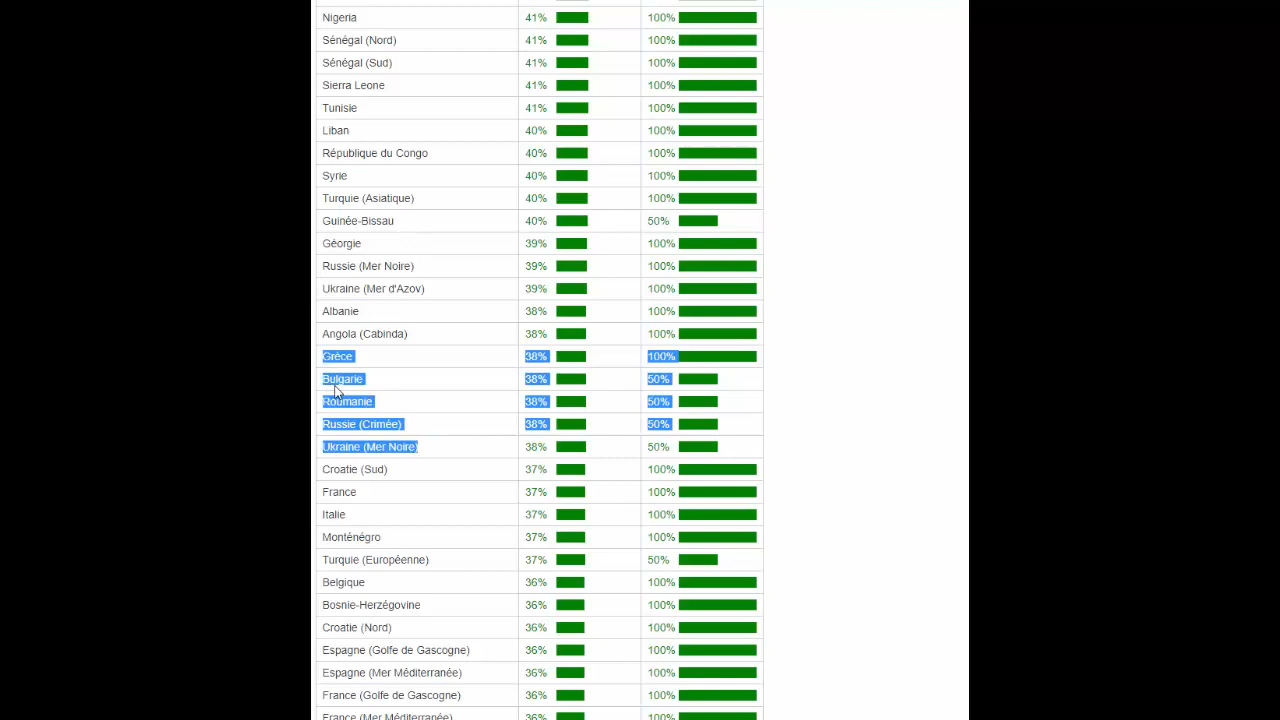 Nigeria 41% 100%
Sénégal (Nord) 41% 100%
Sénégal (Sud) 41% 100%
Sierra Leone 41% 100%
Tunisie 41% 100%
Liban 40% 100%
République du Congo 40% 100%
Syrie 40% 100%
Turquie (Asiatique) 40% 100%
Guinée-Bissau 40% 50%
Géorgie 39% 100%
Russie (Mer Noire) 39% 100%
Ukraine (Mer d'Azov) 39% 100%
Albanie 38% 100%
Angola (Cabinda) 38% 100%
Grèce 38% 100%
Bulgarie 38% 50%
Roumanie 38% 50%
Russie (Crimée) 38% 50%
Ukraine (Mer Noire) 38% 50%
Croatie (Sud) 37% 100%
France 37% 100%
Italie 37% 100%
Monténégro 37% 100%
Turquie (Européenne) 37% 50%
Belgique 36% 100%
Bosnie-Herzégovine 36% 100%
Croatie (Nord) 36% 100%
Espagne (Golfe de Gascogne) 36% 100%
Espagne (Mer Méditerranée) 36% 100%
France (Golfe de Gascogne) 36% 100%
France (Mer Méditerranée) 36% 100%